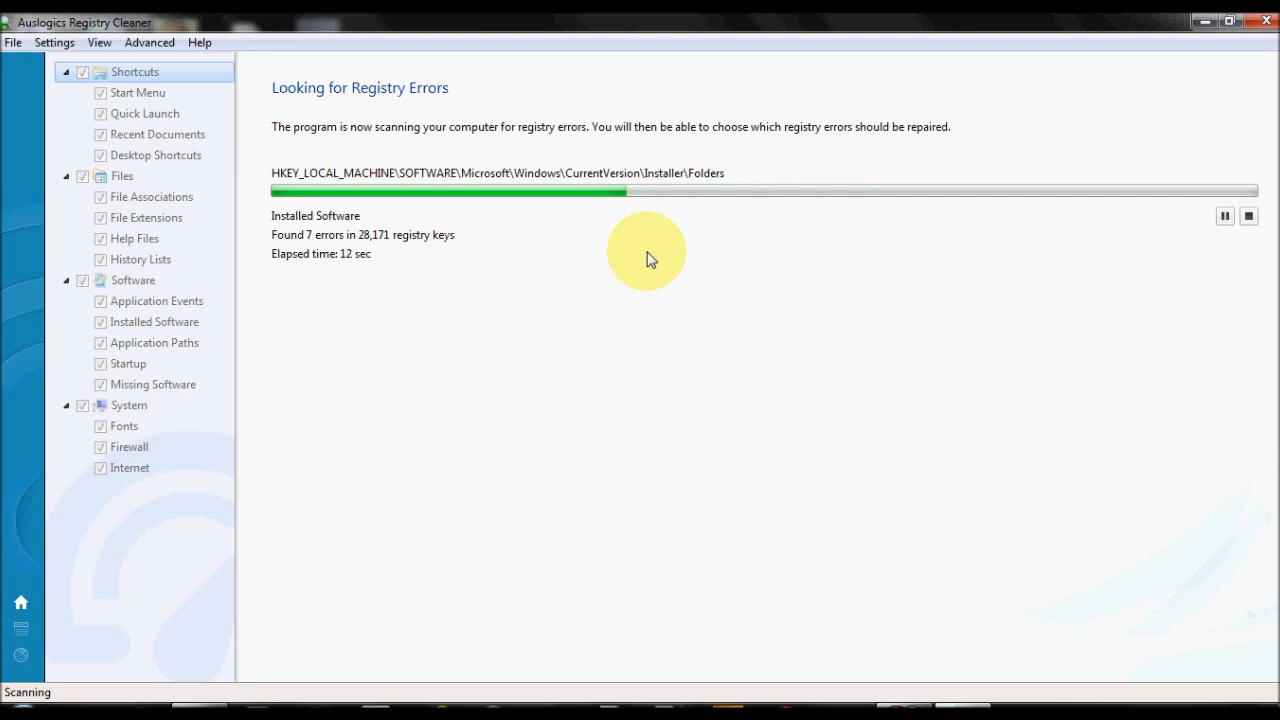 Auslogics Registry Cleaner
File Settings View Advanced Help
Shortcuts
Start Menu
Quick Launch
Recent Documents
Desktop Shortcuts
Files
File Associations
File Extensions
Help Files
History Lists
Software
Application Events
Installed Software
Application Paths
Startup
Missing Software
System
Fonts
Firewall
Internet
Looking for Registry Errors
The program is now scanning your computer for registry errors. You will then be able to choose which registry errors should be repaired.
HKEY_LOCAL_MACHINE\SOFTWARE\Microsoft\Windows\CurrentVersion\Installer\Folders
Installed Software
Found 7 errors in 28,171 registry keys
Elapsed time: 12 sec
Scanning